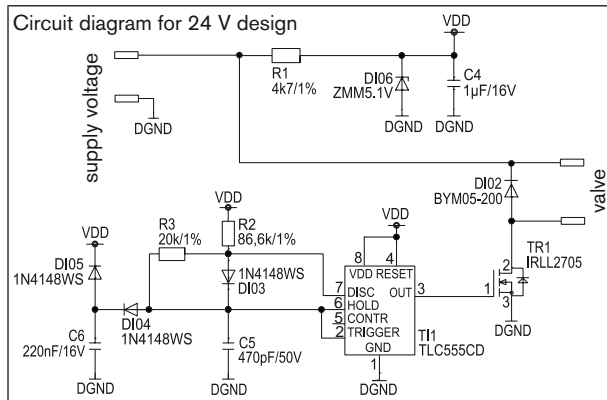 Circuit diagram for 24 V design
supply voltage
DGND
R1
4k7/1%
DI06
ZMM5.1V
DGND
VDD
C4
1µF/16V
DGND
DI02
BYM05-200
valve
VDD
DI05
1N4148WS
R3
20k/1%
VDD
R2
86,6k/1%
1N4148WS
DI03
DI04
1N4148WS
C6
220nF/16V
DGND
C5
470pF/50V
DGND
VDD
8
4
VDD RESET
7
DISC
OUT
3
6
HOLD
5
CONTR
2
TRIGGER
GND
1
DGND
TI1
TLC555CD
TR1
IRLL2705
2
1
3
DGND